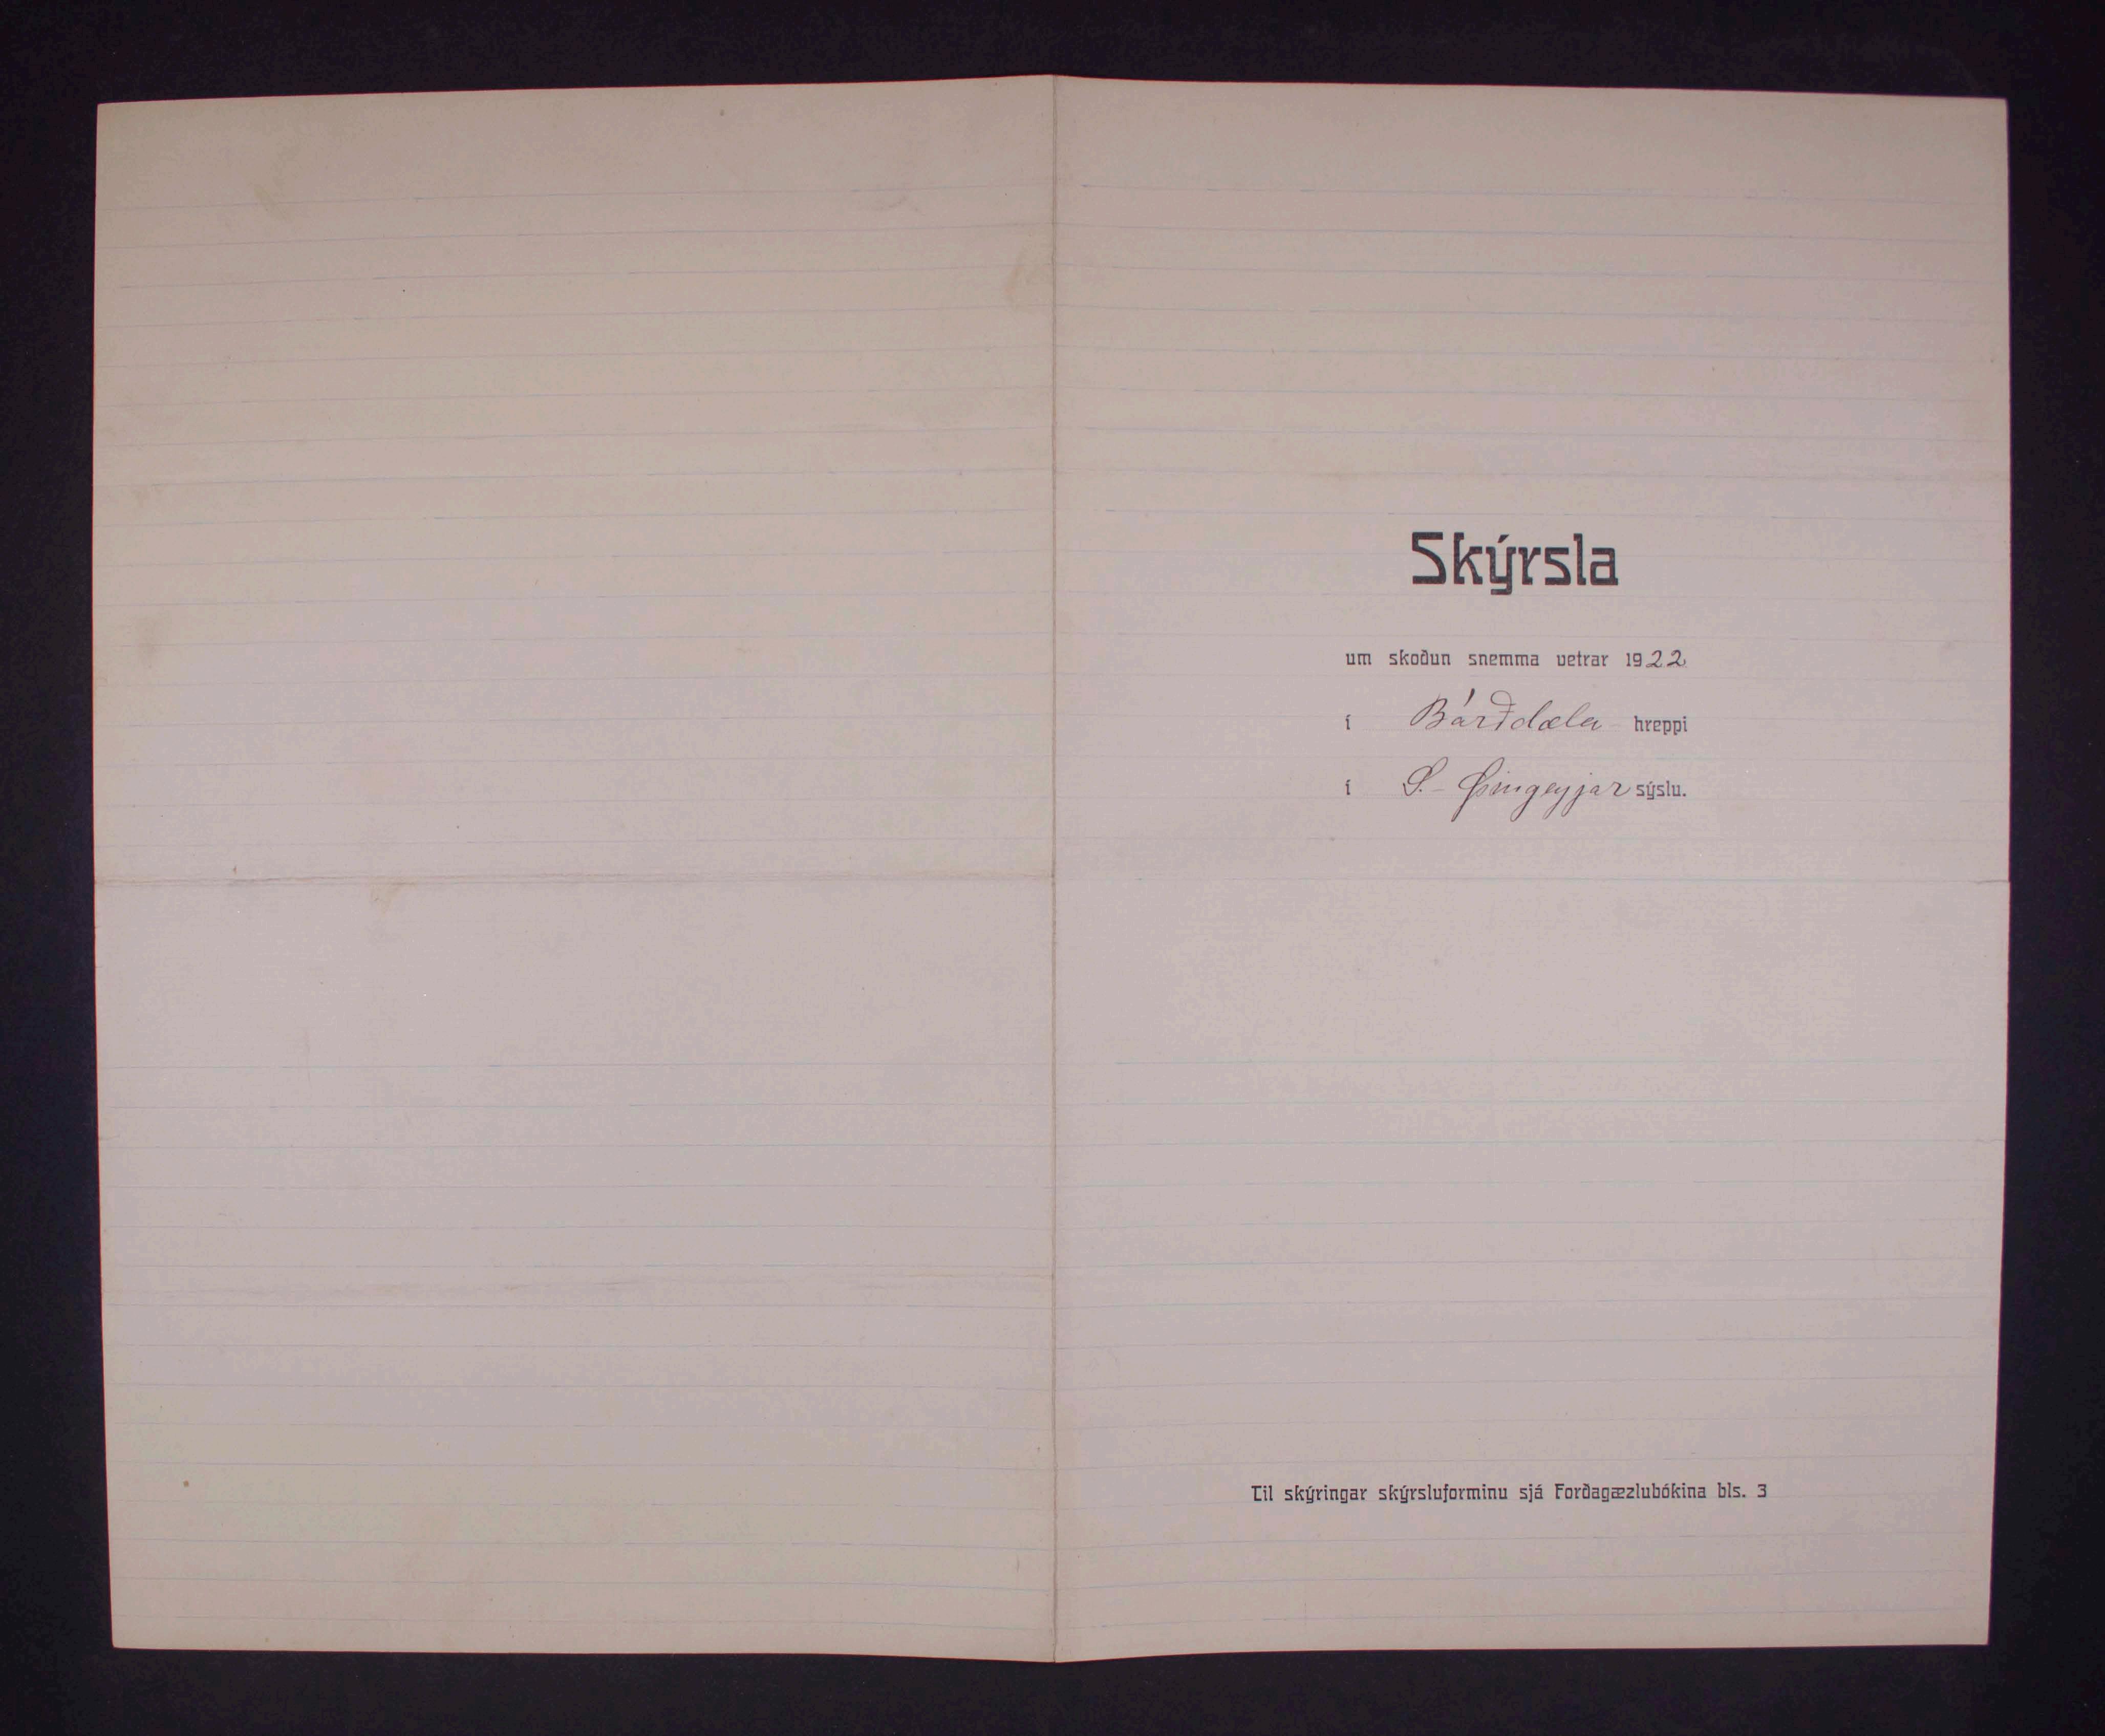 Skýrsla
um skoðun snemma vetrar 1922
í Bárðdæla hreppi
í S.- Þingeyjar sýslu.
Til skýringar skýrsluforminu sjá Forðagæzlubókina bls. 3